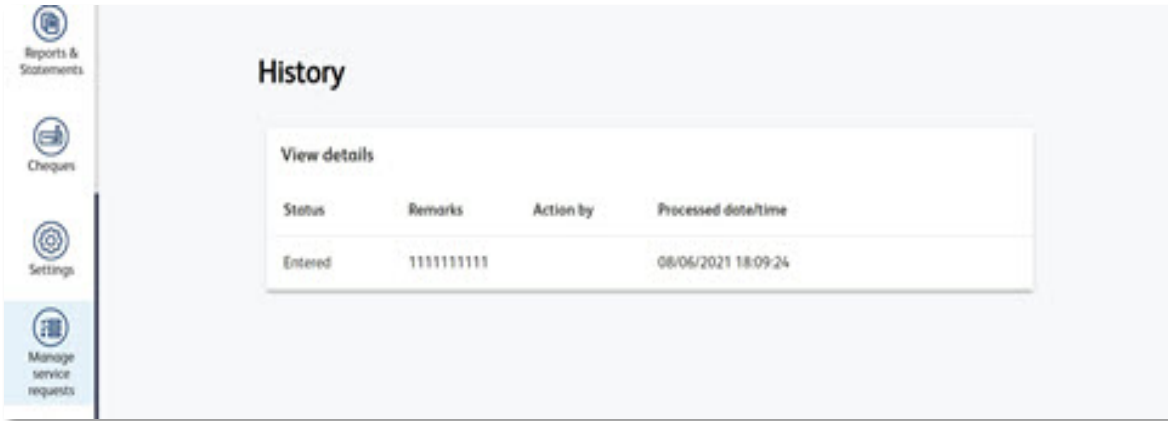 Reports &
Statements
Cheques
Settings
Manage
service
requests
History
View details
Status Remarks Action by Processed date/time
Entered 1111111111 08/06/2021 18:09:24